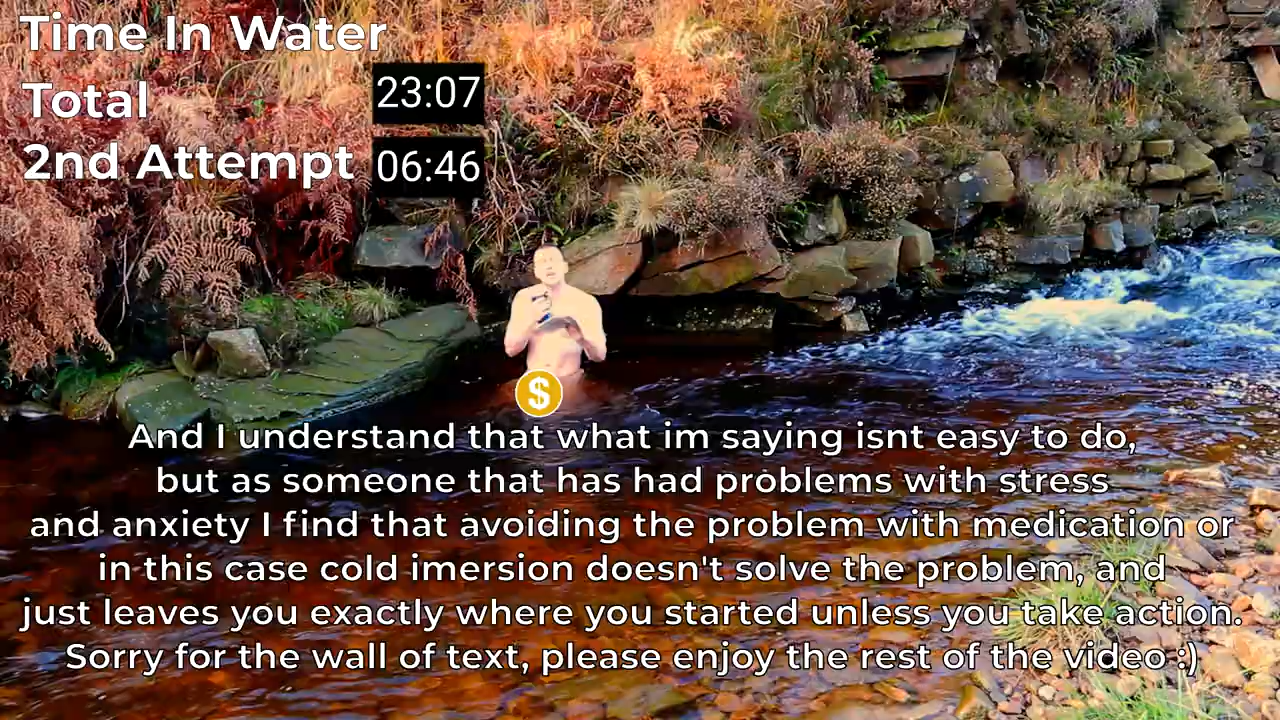 Time In Water
Total 23:07
2nd Attempt 06:46
$
And I understand that what im saying isnt easy to do,
but as someone that has had problems with stress
and anxiety I find that avoiding the problem with medication or
in this case cold imersion doesn't solve the problem, and
just leaves you exactly where you started unless you take action.
Sorry for the wall of text, please enjoy the rest of the video :)